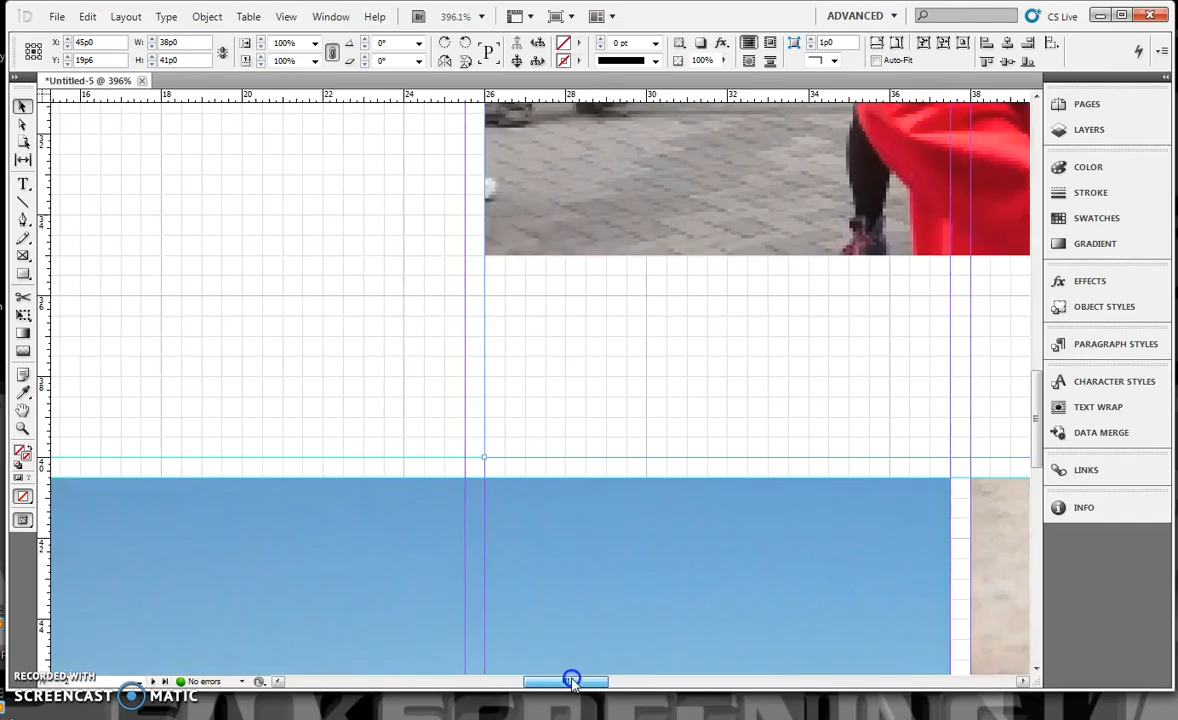 File Edit Layout Type Object Table View Window Help Br 396.1% ADVANCED CS Live
X: 45p0 W: 38p0 100% 0° P 0 pt fx 1p0
Y: 19p6 H: 41p0 100% 0° 100% Auto-Fit
*Untitled-5 @ 396%
16 18 20 22 24 26 28 30 32 34 36 38
PAGES
LAYERS
COLOR
STROKE
SWATCHES
GRADIENT
fx EFFECTS
OBJECT STYLES
PARAGRAPH STYLES
CHARACTER STYLES
TEXT WRAP
DATA MERGE
LINKS
INFO
RECORDED WITH
SCREENCAST MATIC
No errors